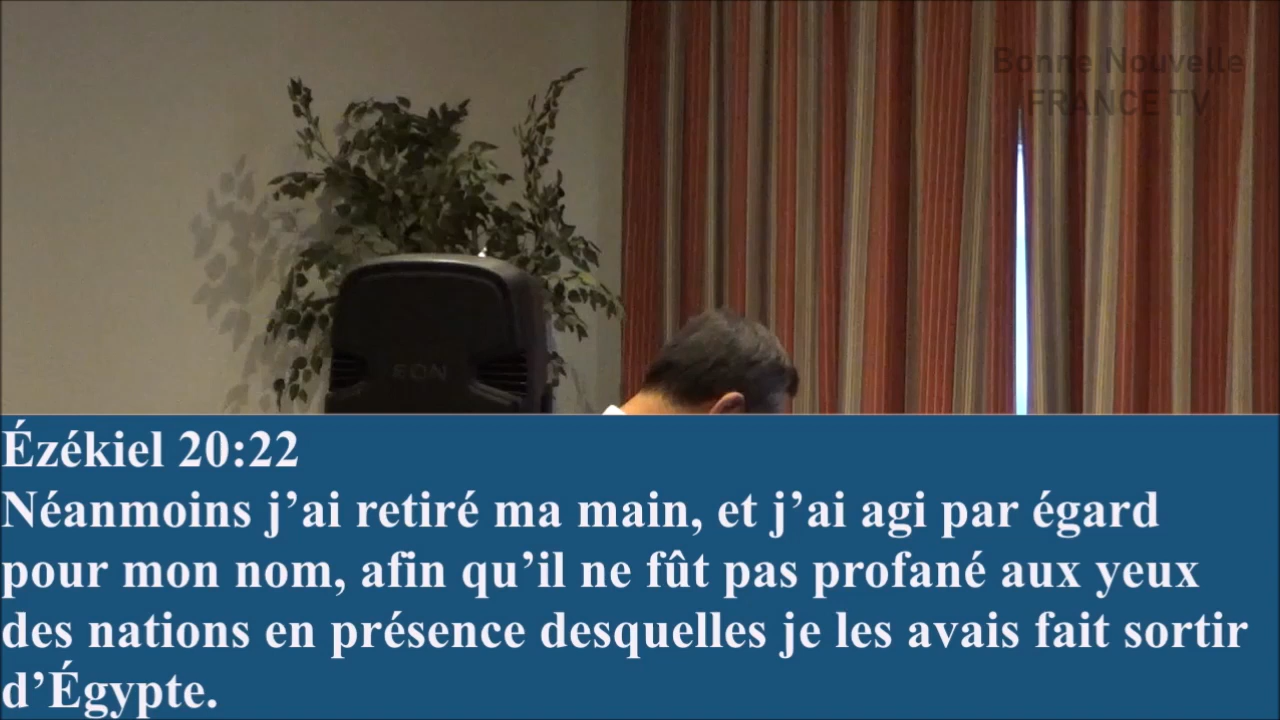 Bonne Nouvelle
FRANCE TV
EON
Ézékiel 20:22
Néanmoins j’ai retiré ma main, et j’ai agi par égard
pour mon nom, afin qu’il ne fût pas profané aux yeux
des nations en présence desquelles je les avais fait sortir
d’Égypte.